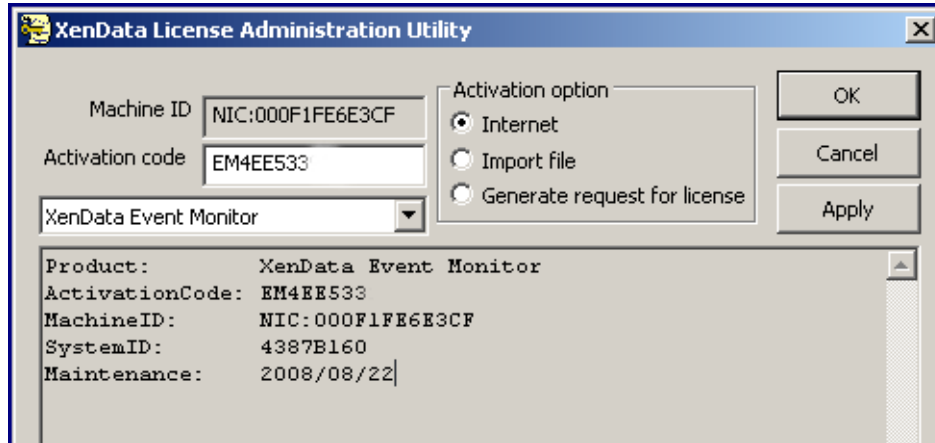 XenData License Administration Utility
Machine ID NIC:000F1FE6E3CF
Activation code EM4EE533
XenData Event Monitor
Activation option
Internet
Import file
Generate request for license
OK
Cancel
Apply
Product: XenData Event Monitor
ActivationCode: EM4EE533
MachineID: NIC:000F1FE6E3CF
SystemID: 4387B160
Maintenance: 2008/08/22